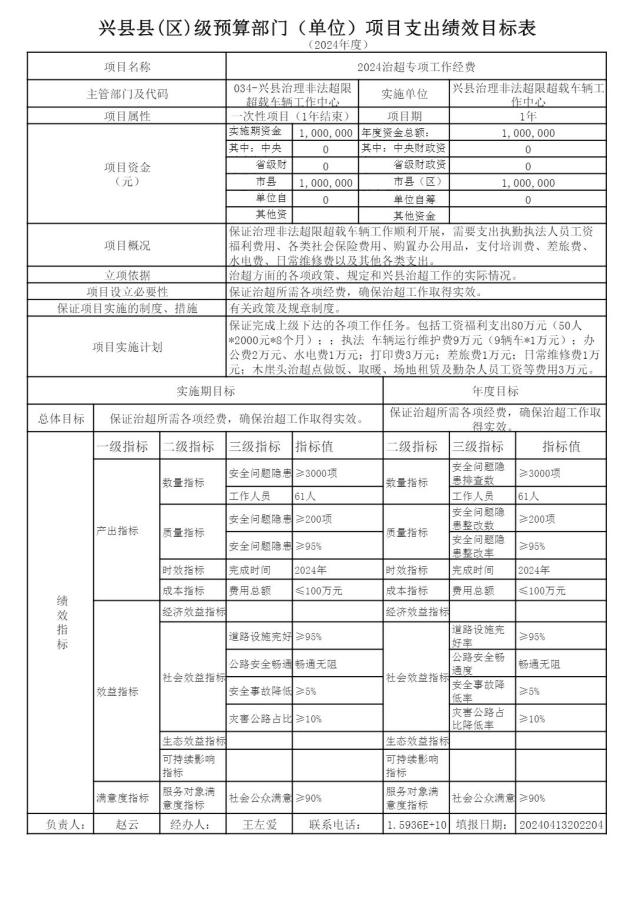 兴县县(区)级预算部门（单位）项目支出绩效目标表
（2024年度）
项目名称 2024治超专项工作经费
主管部门及代码 034-兴县治理非法超限超载车辆工作中心 实施单位 兴县治理非法超限超载车辆工作中心
项目属性 一次性项目（1年结束） 项目期 1年
项目资金（元） 实施期资金 1,000,000 年度资金总额： 1,000,000
其中：中央 0 其中：中央财政资 0
省级财 0 省级财政资 0
市县 1,000,000 市县（区） 1,000,000
单位自 0 单位自筹 0
其他资 其他资金
项目概况 保证治理非法超限超载车辆工作顺利开展，需要支出执勤执法人员工资
福利费用、各类社会保险费用、购置办公用品，支付培训费、差旅费、
水电费、日常维修费以及其他各类支出。
立项依据 治超方面的各项政策、规定和兴县治超工作的实际情况。
项目设立必要性 保证治超所需各项经费，确保治超工作取得实效。
保证项目实施的制度、措施 有关政策及规章制度。
项目实施计划 保证完成上级下达的各项工作任务。包括工资福利支出80万元（50人
*2000元*8个月）；；执法 车辆运行维护费9万元（9辆车*1万元）；办
公费2万元、水电费1万元；打印费3万元；差旅费1万元；日常维修费1万
元；木崖头治超点做饭、取暖、场地租赁及勤杂人员工资等费用3万元。
实施期目标 年度目标
总体目标 保证治超所需各项经费，确保治超工作取得实效。 保证治超所需各项经费，确保治超工作取得实效。
绩效指标
一级指标 二级指标 三级指标 指标值 二级指标 三级指标 指标值
产出指标 数量指标 安全问题隐患 ≥3000项 数量指标 安全问题隐患排查数 ≥3000项
工作人员 61人 工作人员 61人
质量指标 安全问题隐患 ≥200项 质量指标 安全问题隐患整改数 ≥200项
安全问题隐患 ≥95% 安全问题隐患整改率 ≥95%
时效指标 完成时间 2024年 时效指标 完成时间 2024年
成本指标 费用总额 ≤100万元 成本指标 费用总额 ≤100万元
效益指标 经济效益指标 经济效益指标
社会效益指标 道路设施完好 ≥95% 社会效益指标 道路设施完好率 ≥95%
公路安全畅通 畅通无阻 公路安全畅通度 畅通无阻
安全事故降低 ≥5% 安全事故降低率 ≥5%
灾害公路占比 ≥10% 灾害公路占比降低率 ≥10%
生态效益指标 生态效益指标
可持续影响指标 可持续影响指标
满意度指标 服务对象满意度指标 社会公众满意 ≥90% 服务对象满意度指标 社会公众满意 ≥90%
负责人： 赵云 经办人： 王左爱 联系电话： 1.5936E+10 填报日期： 20240413202204